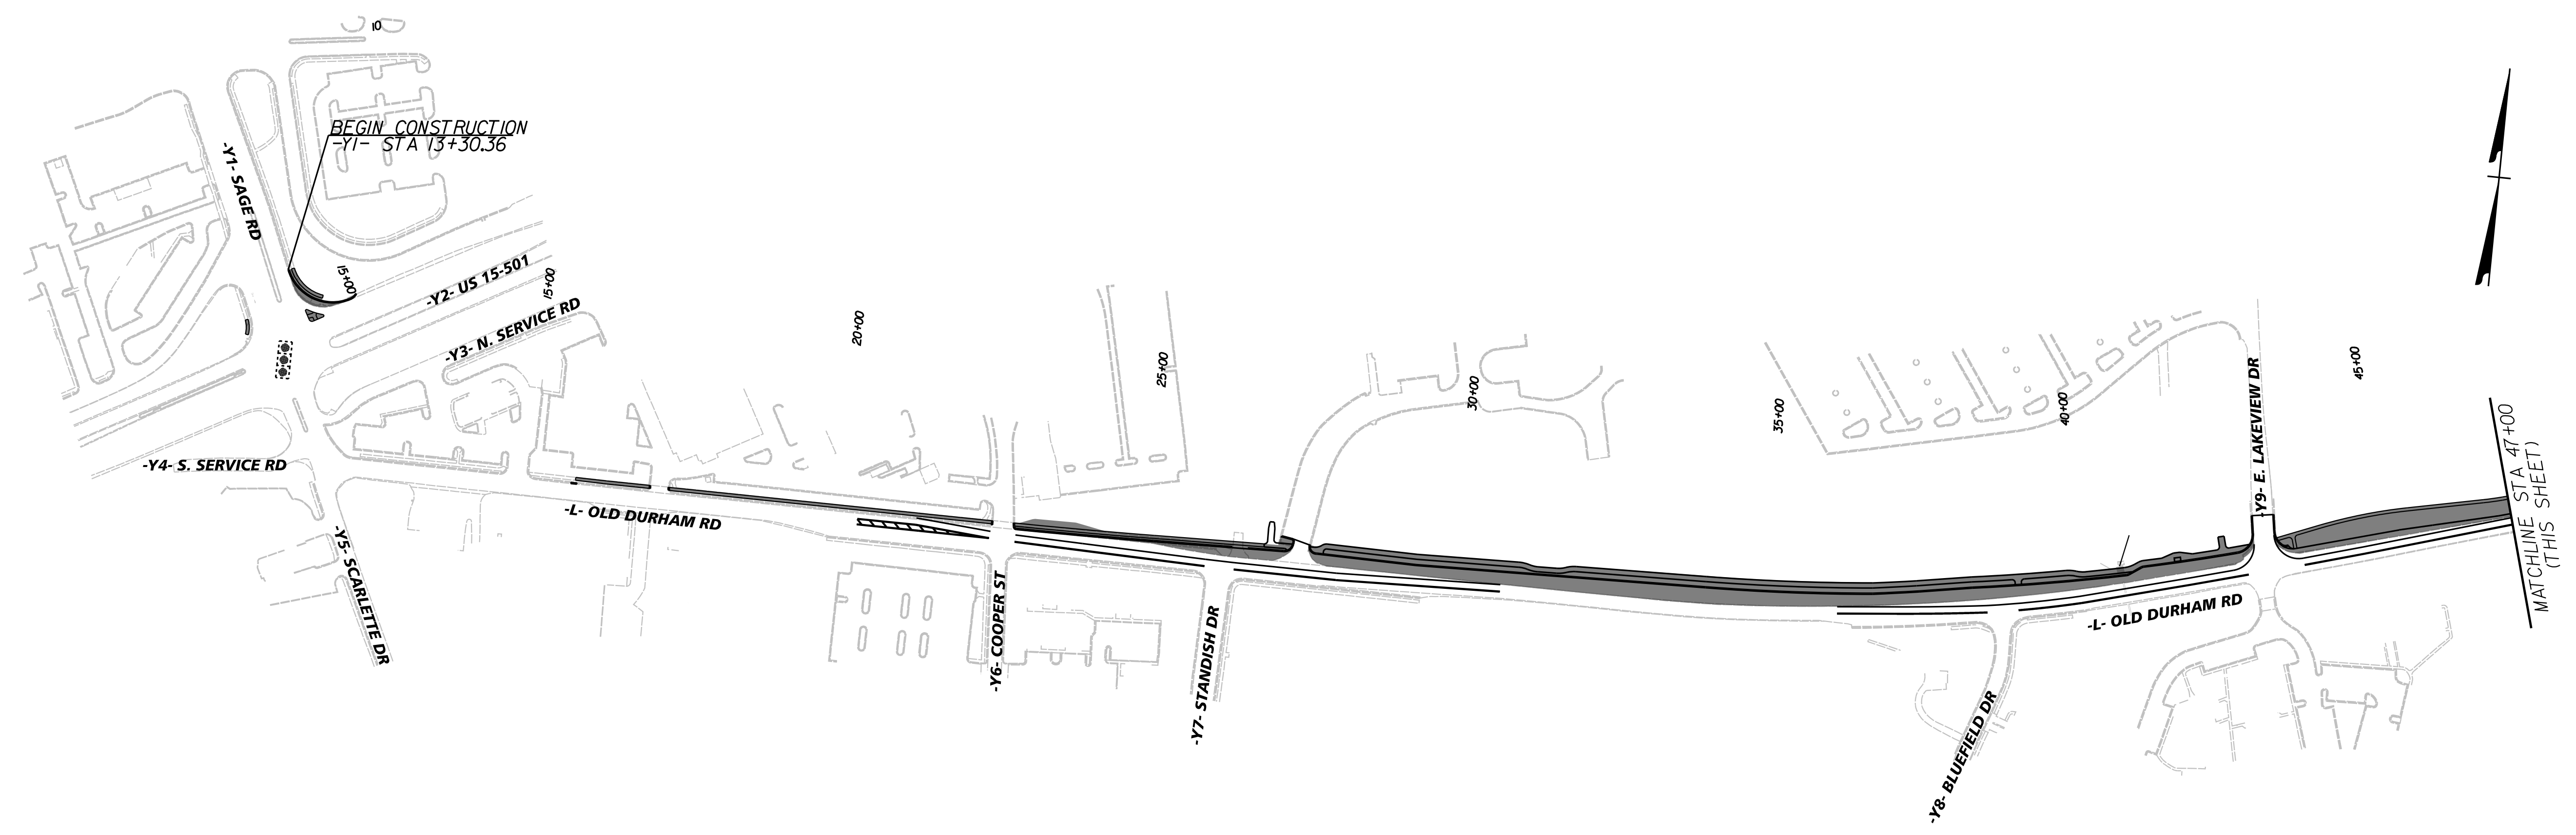 10
BEGIN CONSTRUCTION
-Y1- STA 13+30.36
-Y1- SAGE RD
15+00
-Y2- US 15-501
15+00
-Y3- N. SERVICE RD
20+00
25+00
30+00
35+00
40+00
45+00
-Y9- E. LAKEVIEW DR
MATCHLINE STA 47+00
(THIS SHEET)
-Y4- S. SERVICE RD
-L- OLD DURHAM RD
-Y5- SCARLETTE DR
-Y6- COOPER ST
-Y7- STANDISH DR
-L- OLD DURHAM RD
-Y8- BLUEFIELD DR